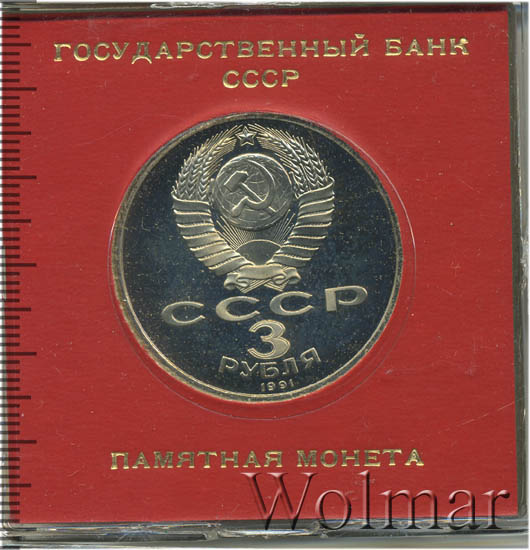 ГОСУДАРСТВЕННЫЙ БАНК
СССР
СССР
3
РУБЛЯ
1991
ПАМЯТНАЯ МОНЕТА
Wolmar